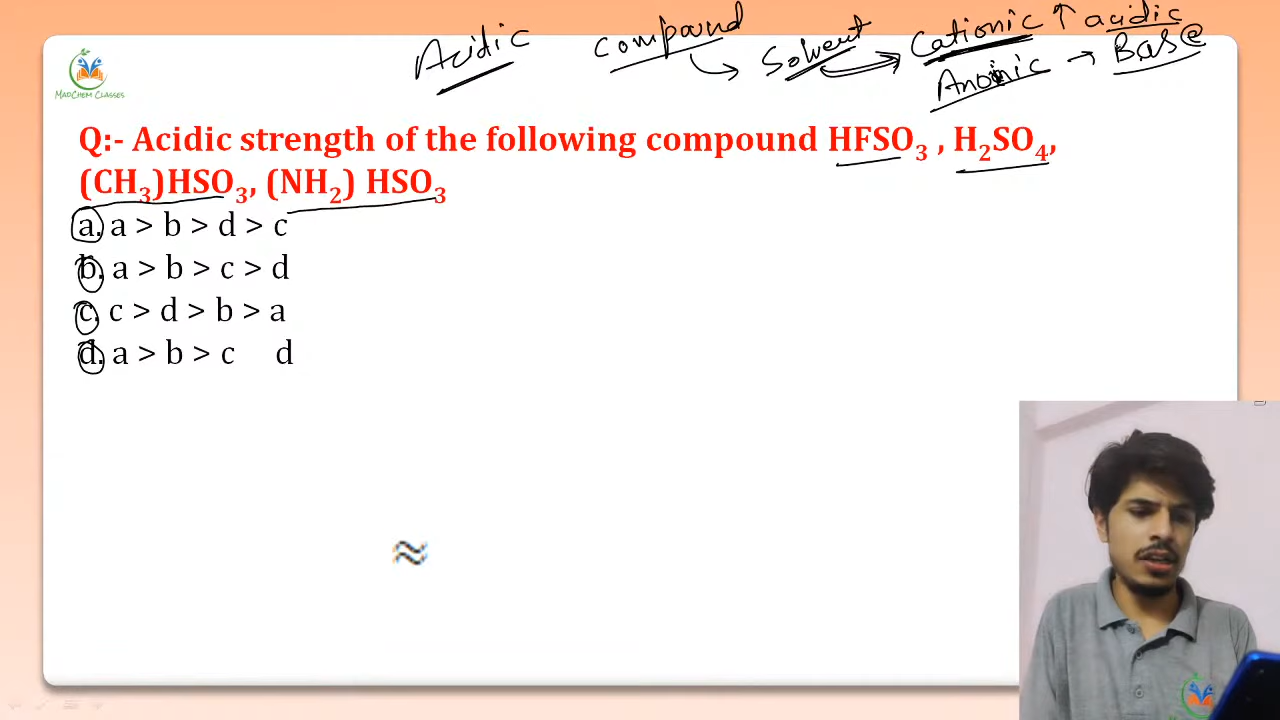 Acidic compound Solvent Cationic ↑ acidic
Anoinic → Base
MadChem Classes
Q:- Acidic strength of the following compound HFSO₃ , H₂SO₄,
(CH₃)HSO₃, (NH₂) HSO₃
a. a > b > d > c
b. a > b > c > d
c. c > d > b > a
d. a > b > c d
≈